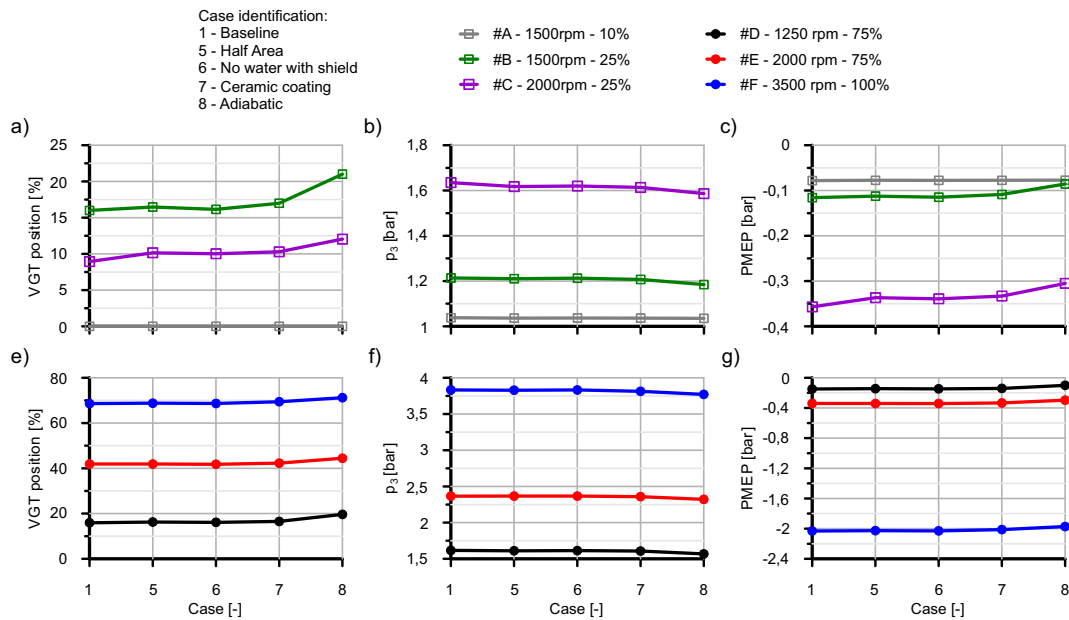 Case identification:
1 - Baseline
5 - Half Area
6 - No water with shield
7 - Ceramic coating
8 - Adiabatic
#A - 1500rpm - 10%
#B - 1500rpm - 25%
#C - 2000rpm - 25%
#D - 1250 rpm - 75%
#E - 2000 rpm - 75%
#F - 3500 rpm - 100%
a)
VGT position [%]
25
20
15
10
5
0
b)
p₃ [bar]
1,8
1,6
1,4
1,2
1
c)
PMEP [bar]
0
-0,1
-0,2
-0,3
-0,4
e)
VGT position [%]
80
60
40
20
0
1 5 6 7 8
Case [-]
f)
p₃ [bar]
4
3,5
3
2,5
2
1,5
1 5 6 7 8
Case [-]
g)
PMEP [bar]
0
-0,4
-0,8
-1,2
-1,6
-2
-2,4
1 5 6 7 8
Case [-]